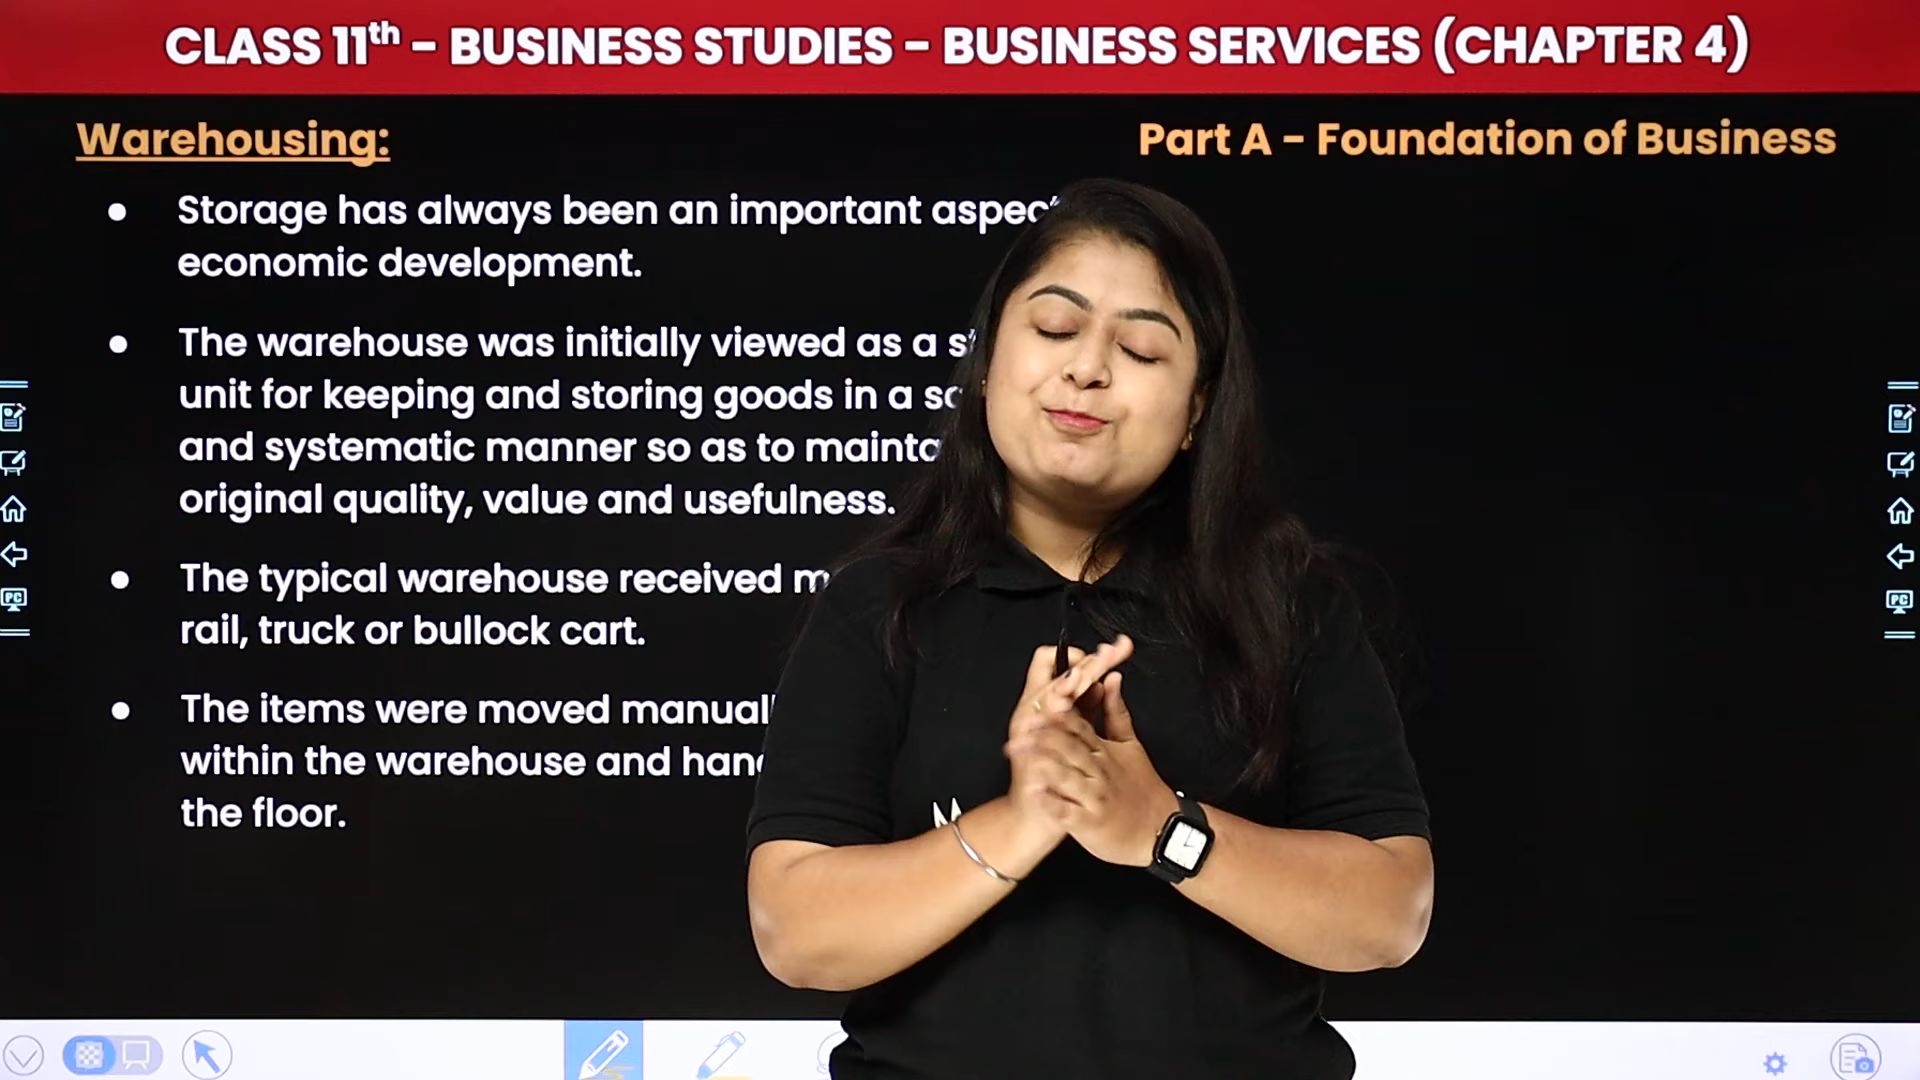 CLASS 11th – BUSINESS STUDIES – BUSINESS SERVICES (CHAPTER 4)
Warehousing:
Part A – Foundation of Business
• Storage has always been an important aspect
economic development.
• The warehouse was initially viewed as a
unit for keeping and storing goods in a
and systematic manner so as to
original quality, value and usefulness.
• The typical warehouse received
rail, truck or bullock cart.
• The items were moved
within the warehouse and
the floor.
PC
PC